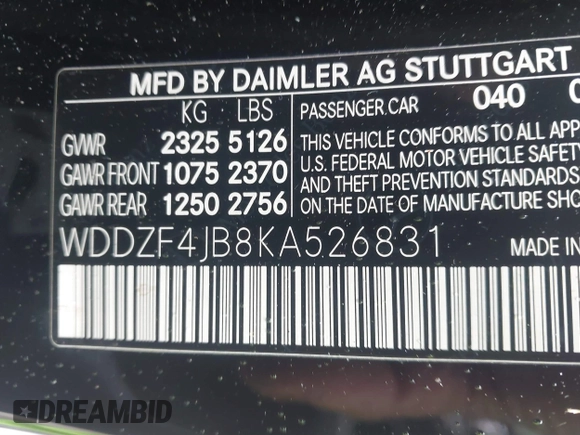 MFD BY DAIMLER AG STUTTGART
KG LBS PASSENGER.CAR 040
GVWR 2325 5126
GAWR FRONT 1075 2370
GAWR REAR 1250 2756
THIS VEHICLE CONFORMS TO ALL APP
U.S. FEDERAL MOTOR VEHICLE SAFETY
AND THEFT PREVENTION STANDARDS
ON THE DATE OF MANUFACTURE SHO
WDDZF4JB8KA526831 MADE IN
DREAMBID